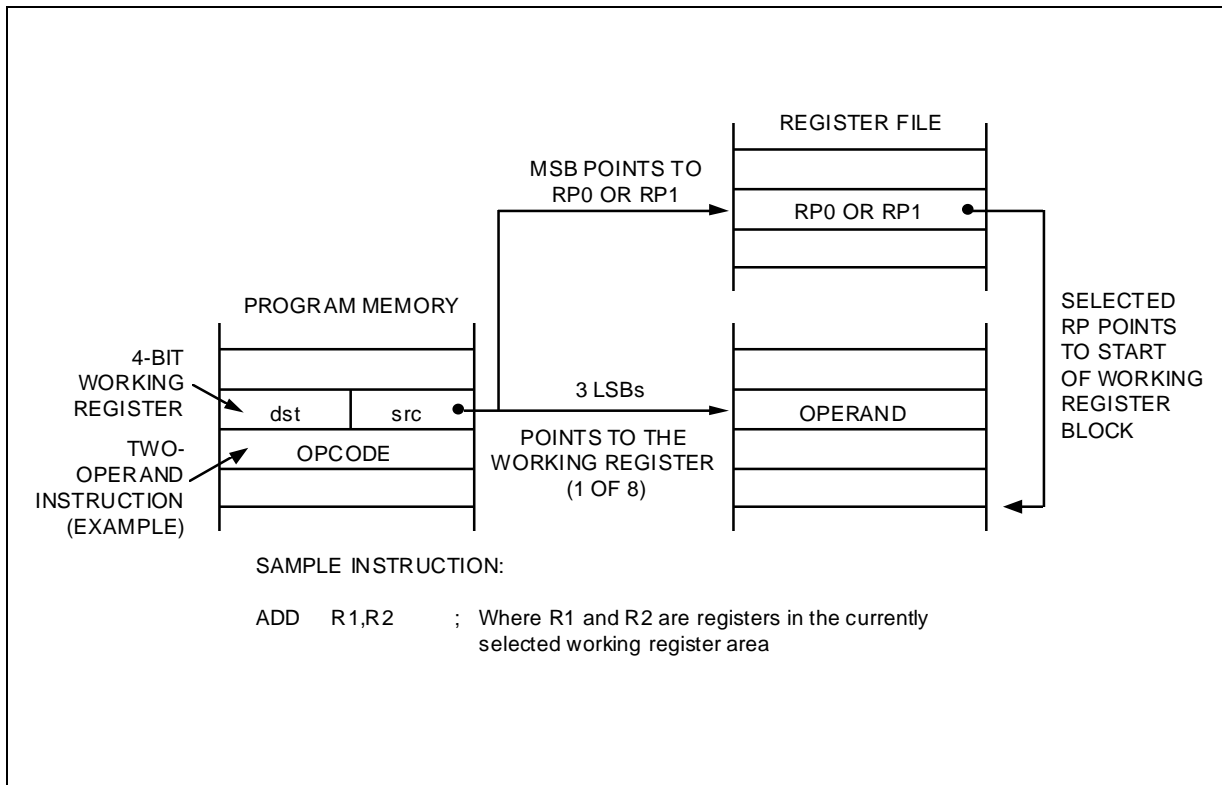 REGISTER FILE
MSB POINTS TO
RP0 OR RP1
RP0 OR RP1
PROGRAM MEMORY
SELECTED
RP POINTS
TO START
OF WORKING
REGISTER
BLOCK
4-BIT
WORKING
REGISTER
dst
src
3 LSBs
OPERAND
POINTS TO THE
WORKING REGISTER
(1 OF 8)
TWO-
OPERAND
INSTRUCTION
(EXAMPLE)
OPCODE
SAMPLE INSTRUCTION:
ADD R1,R2 ; Where R1 and R2 are registers in the currently
selected working register area